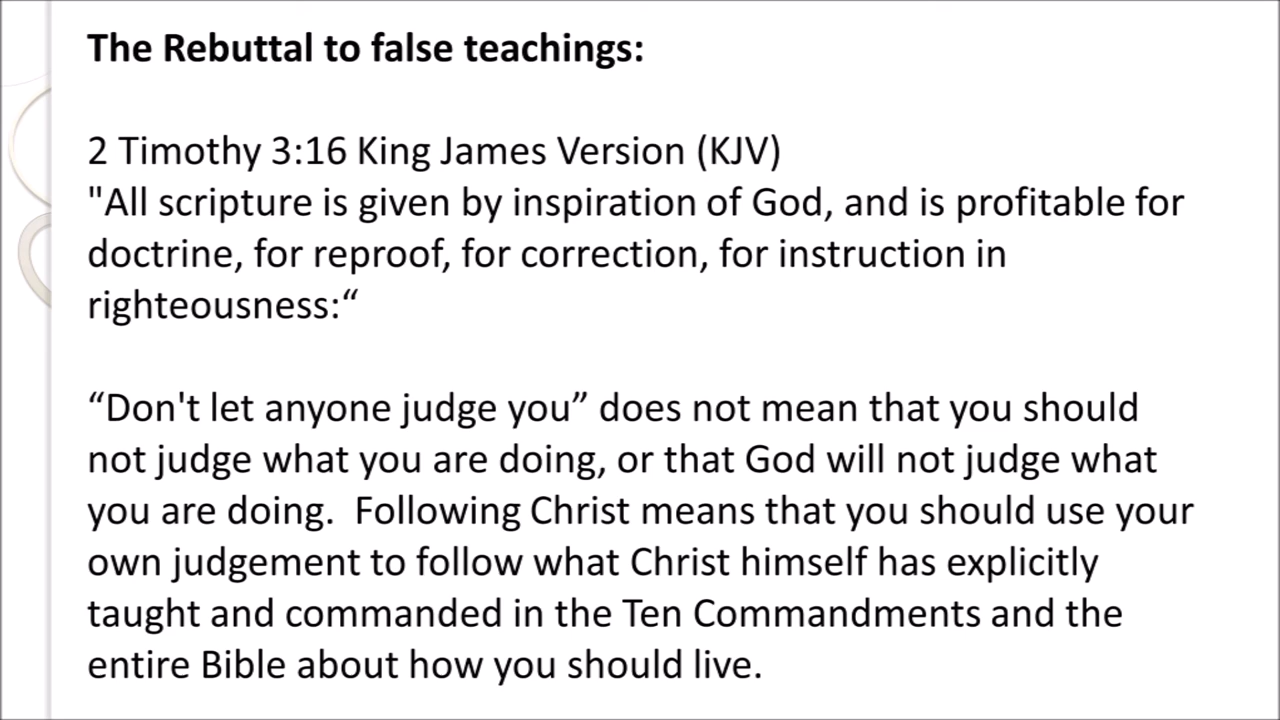 The Rebuttal to false teachings:
2 Timothy 3:16 King James Version (KJV)
"All scripture is given by inspiration of God, and is profitable for
doctrine, for reproof, for correction, for instruction in
righteousness:“
“Don't let anyone judge you” does not mean that you should
not judge what you are doing, or that God will not judge what
you are doing.  Following Christ means that you should use your
own judgement to follow what Christ himself has explicitly
taught and commanded in the Ten Commandments and the
entire Bible about how you should live.